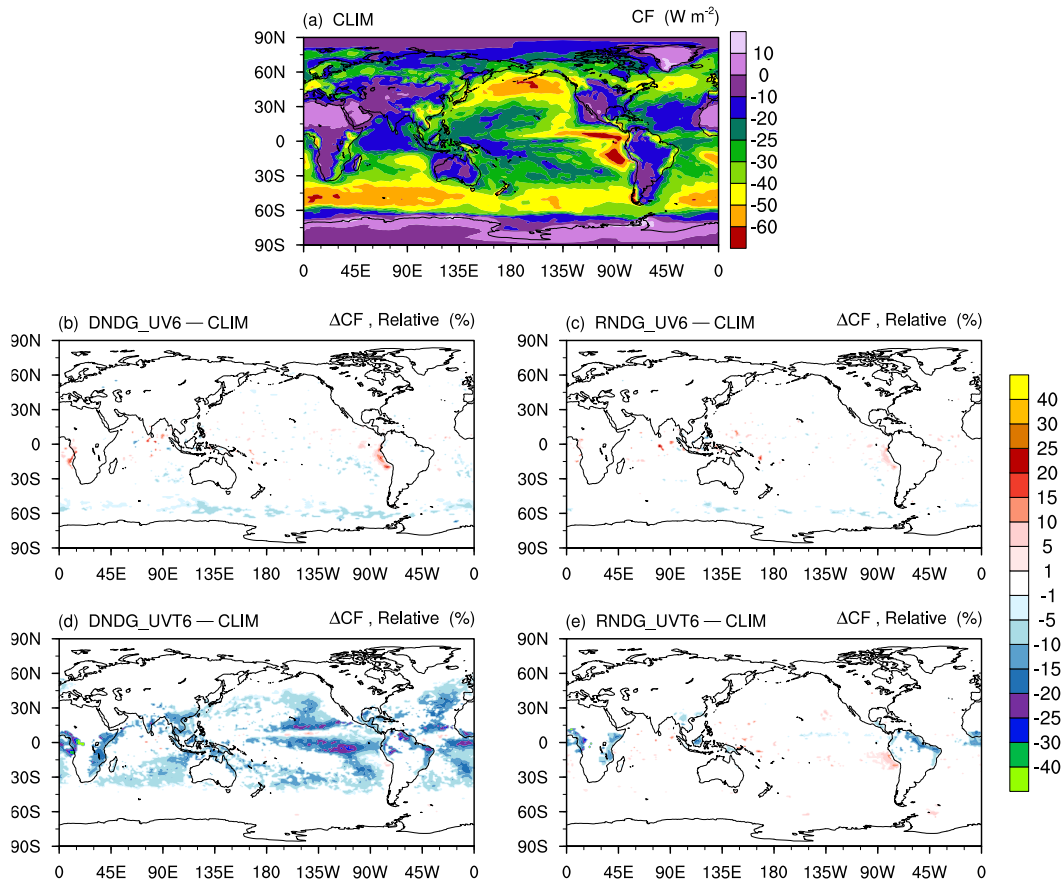 (a) CLIM CF (W m⁻²)
90N
60N
30N
0
30S
60S
90S
0 45E 90E 135E 180 135W 90W 45W 0
10
0
-10
-20
-25
-30
-40
-50
-60
(b) DNDG_UV6 — CLIM ΔCF , Relative (%)
90N
60N
30N
0
30S
60S
90S
0 45E 90E 135E 180 135W 90W 45W 0
(c) RNDG_UV6 — CLIM ΔCF , Relative (%)
90N
60N
30N
0
30S
60S
90S
0 45E 90E 135E 180 135W 90W 45W 0
(d) DNDG_UVT6 — CLIM ΔCF , Relative (%)
90N
60N
30N
0
30S
60S
90S
0 45E 90E 135E 180 135W 90W 45W 0
(e) RNDG_UVT6 — CLIM ΔCF , Relative (%)
90N
60N
30N
0
30S
60S
90S
0 45E 90E 135E 180 135W 90W 45W 0
40
30
25
20
15
10
5
1
-1
-5
-10
-15
-20
-25
-30
-40